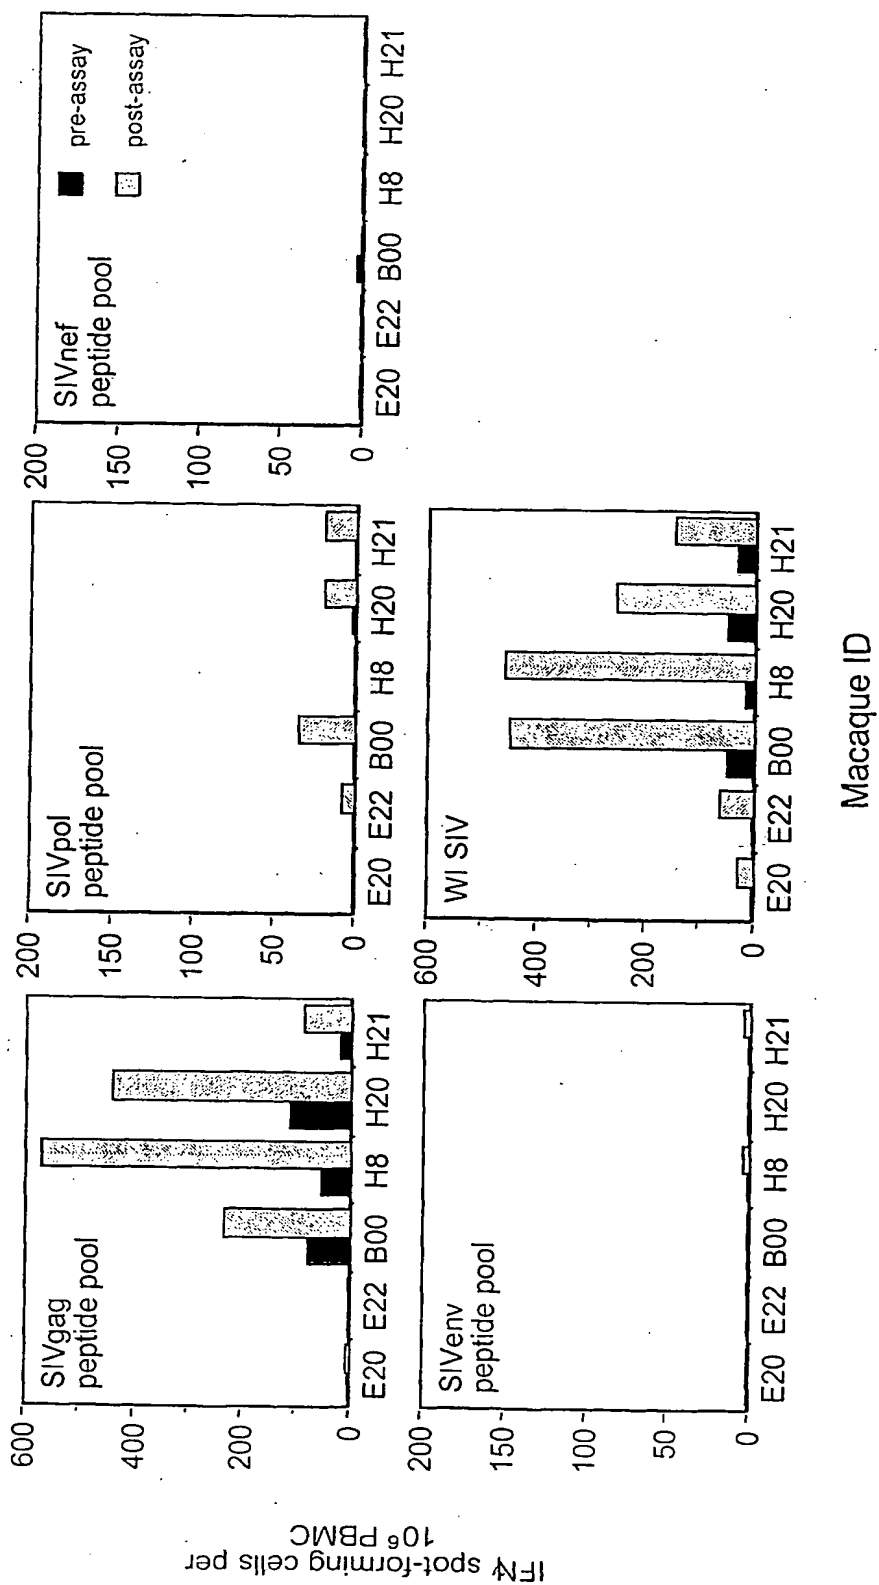 IFNγ spot-forming cells per
10⁶ PBMC
600
400
200
0
SIVgag
peptide pool
E20 E22 B00 H8 H20 H21
200
150
100
50
0
SIVpol
peptide pool
E20 E22 B00 H8 H20 H21
200
150
100
50
0
SIVnef
peptide pool
pre-assay
post-assay
E20 E22 B00 H8 H20 H21
200
150
100
50
0
SIVenv
peptide pool
E20 E22 B00 H8 H20 H21
600
400
200
0
WI SIV
E20 E22 B00 H8 H20 H21
Macaque ID